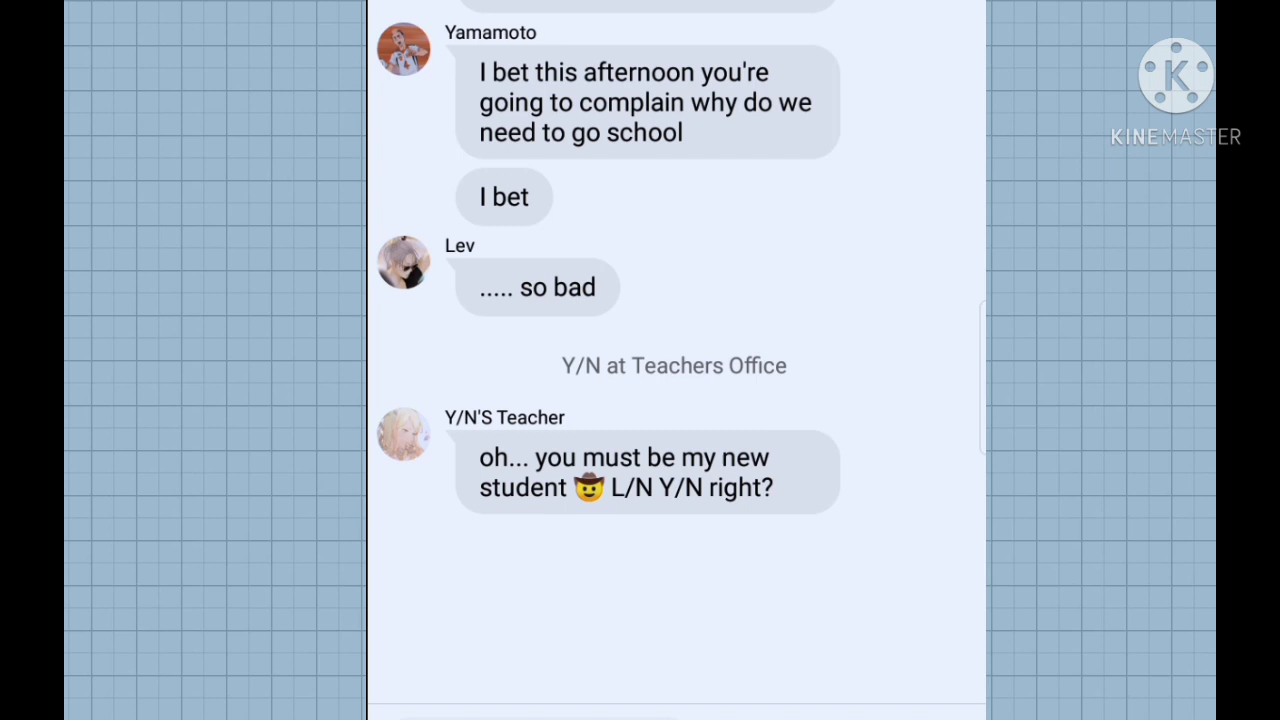 Yamamoto
I bet this afternoon you're
going to complain why do we
need to go school
I bet
Lev
..... so bad
Y/N at Teachers Office
Y/N'S Teacher
oh... you must be my new
student 🤠 L/N Y/N right?
K
KINEMASTER